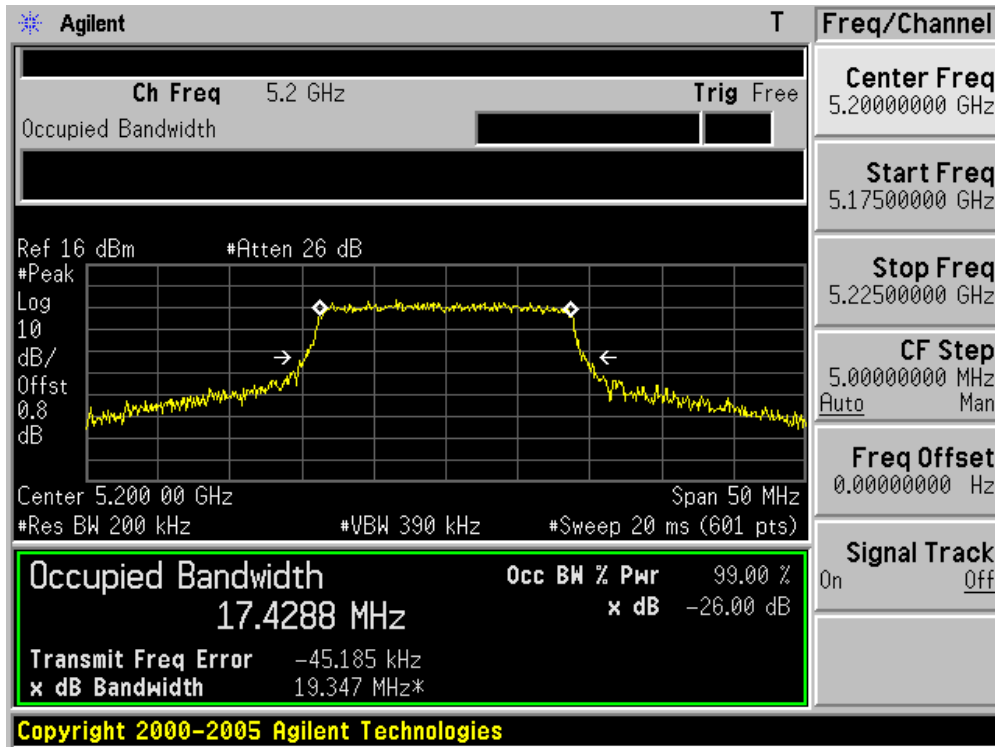 Agilent T
Ch Freq 5.2 GHz Trig Free
Occupied Bandwidth
Ref 16 dBm #Atten 26 dB
#Peak
Log
10
dB/
Offst
0.8
dB
Center 5.200 00 GHz Span 50 MHz
#Res BW 200 kHz #VBW 390 kHz #Sweep 20 ms (601 pts)
Occupied Bandwidth Occ BW % Pwr 99.00 %
17.4288 MHz x dB -26.00 dB
Transmit Freq Error -45.185 kHz
x dB Bandwidth 19.347 MHz*
Copyright 2000-2005 Agilent Technologies
Freq/Channel
Center Freq
5.20000000 GHz
Start Freq
5.17500000 GHz
Stop Freq
5.22500000 GHz
CF Step
5.00000000 MHz
Auto Man
Freq Offset
0.00000000 Hz
Signal Track
On Off